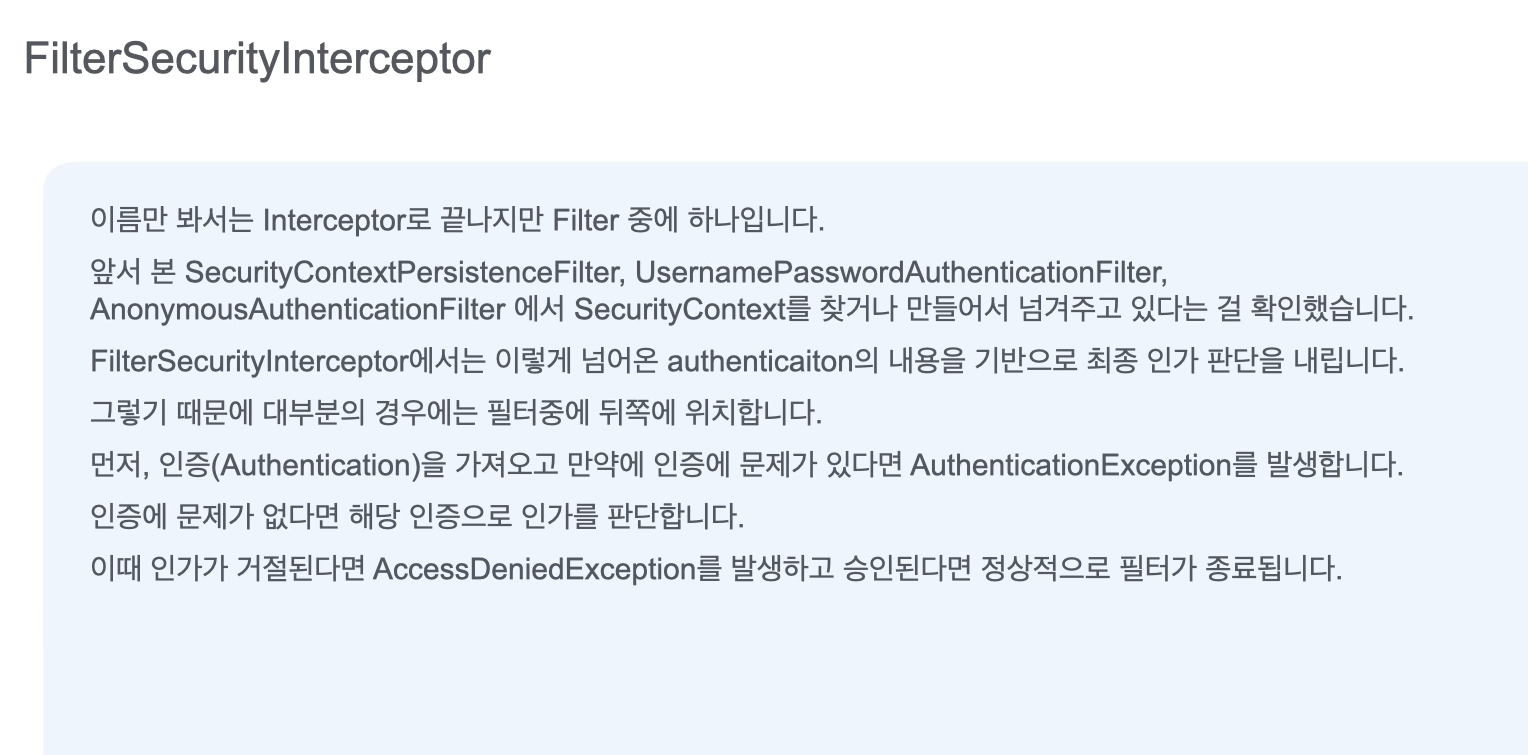 FilterSecurityInterceptor
이름만 봐서는 Interceptor로 끝나지만 Filter 중에 하나입니다.
앞서 본 SecurityContextPersistenceFilter, UsernamePasswordAuthenticationFilter,
AnonymousAuthenticationFilter 에서 SecurityContext를 찾거나 만들어서 넘겨주고 있다는 걸 확인했습니다.
FilterSecurityInterceptor에서는 이렇게 넘어온 authenticaiton의 내용을 기반으로 최종 인가 판단을 내립니다.
그렇기 때문에 대부분의 경우에는 필터중에 뒤쪽에 위치합니다.
먼저, 인증(Authentication)을 가져오고 만약에 인증에 문제가 있다면 AuthenticationException를 발생합니다.
인증에 문제가 없다면 해당 인증으로 인가를 판단합니다.
이때 인가가 거절된다면 AccessDeniedException를 발생하고 승인된다면 정상적으로 필터가 종료됩니다.